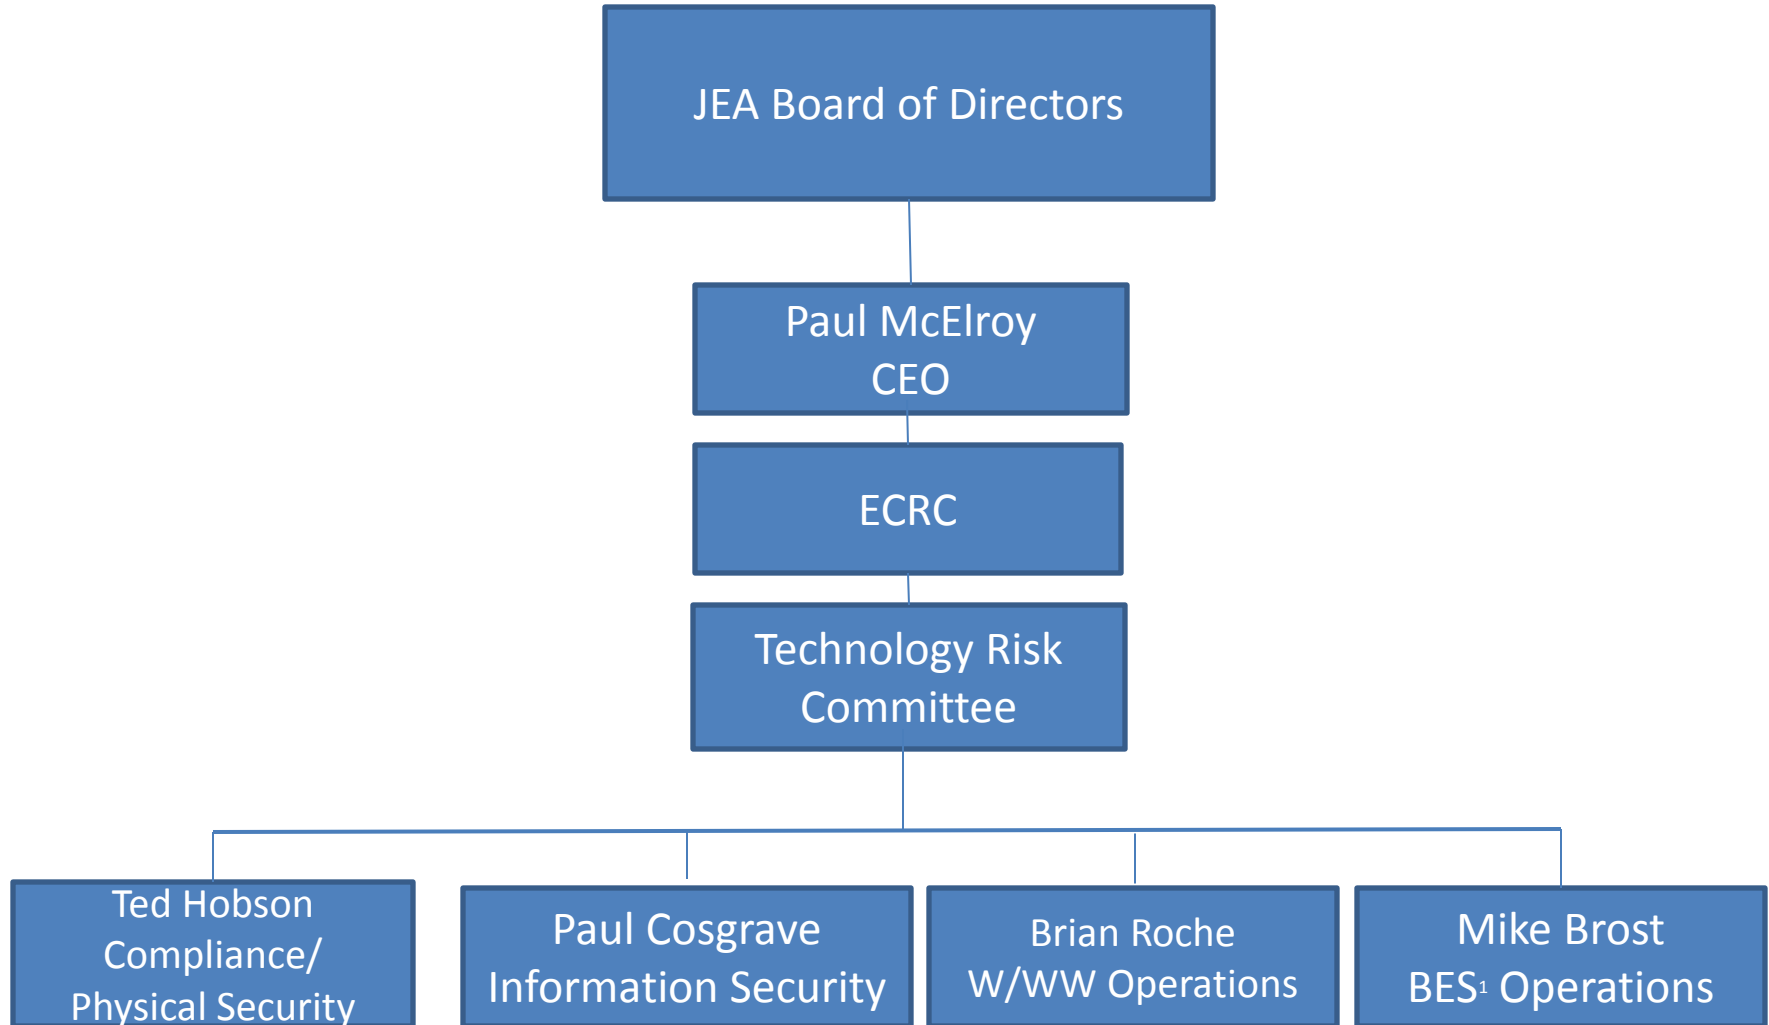 JEA Board of Directors
Paul McElroy
CEO
ECRC
Technology Risk
Committee
Ted Hobson
Compliance/
Physical Security
Paul Cosgrave
Information Security
Brian Roche
W/WW Operations
Mike Brost
BES¹ Operations